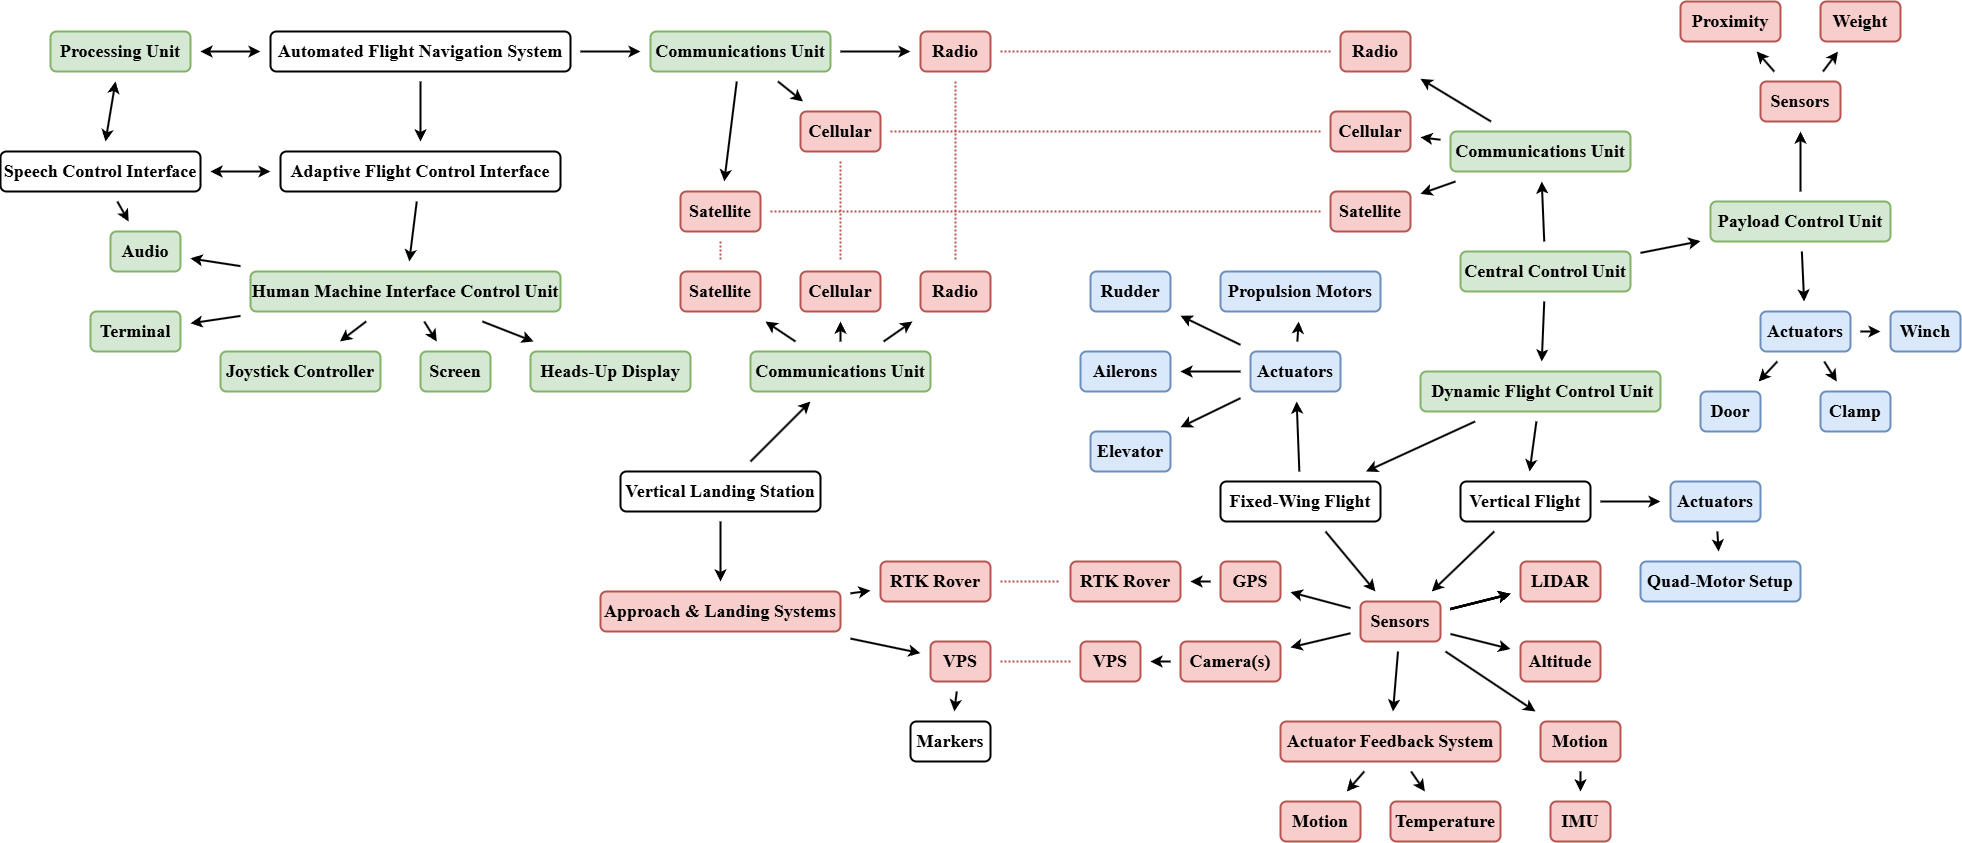 Proximity
Weight
Processing Unit
Automated Flight Navigation System
Communications Unit
Radio
Radio
Sensors
Cellular
Cellular
Communications Unit
Speech Control Interface
Adaptive Flight Control Interface
Satellite
Satellite
Payload Control Unit
Audio
Human Machine Interface Control Unit
Satellite
Cellular
Radio
Rudder
Propulsion Motors
Central Control Unit
Terminal
Actuators
Winch
Joystick Controller
Screen
Heads-Up Display
Communications Unit
Ailerons
Actuators
Dynamic Flight Control Unit
Door
Clamp
Elevator
Vertical Landing Station
Fixed-Wing Flight
Vertical Flight
Actuators
RTK Rover
RTK Rover
GPS
LIDAR
Quad-Motor Setup
Approach & Landing Systems
Sensors
VPS
VPS
Camera(s)
Altitude
Markers
Actuator Feedback System
Motion
Motion
Temperature
IMU